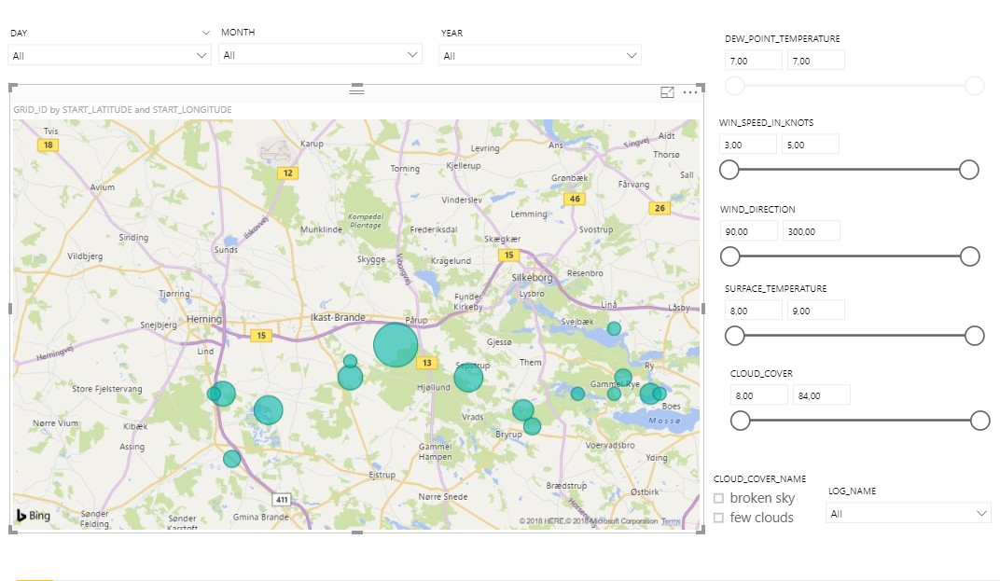 DAY MONTH YEAR
All All All
DEW_POINT_TEMPERATURE
7,00 7,00
WIN_SPEED_IN_KNOTS
3,00 5,00
WIND_DIRECTION
90,00 300,00
SURFACE_TEMPERATURE
8,00 9,00
CLOUD_COVER
8,00 84,00
CLOUD_COVER_NAME
broken sky
few clouds
LOG_NAME
All
GRID_ID by START_LATITUDE and START_LONGITUDE
Tvis
18
Karup
12
Levring
Ans
Tingvej
Aidt
Thorsø
Torning
Kjellerup
Grønbæk
Sall
Fårvang
Avlum
Vinderslev
46
26
Lemming
Kompedal
Plantage
Ilskovvej
Munklinde
Frederiksdal
Svostrup
Sinding
Skægkær
Vildbjerg
Sunds
Skygge
Viborgvej
Kragelund
15
Silkeborg
Resenbro
Tjørring
Funder
Kirkeby
Lysbro
Linå
Låsby
Herning
Ikast-Brande
Pårup
Svejbæk
Snejbjerg
15
Gjessø
Herningvej
Lind
13
Them
Ry
Sepstrup
Store Fjelstervang
Hjøllund
Gammel Rye
Boes
Nørre Vium
Kibæk
Vrads
Mossø
Bryrup
Assing
Gammel
Hampen
Voervadsbro
Yding
Ejstrup
Brædstrup
Østbirk
411
Nørre Snede
Horsensvej
Bing
Sønder
Felding
Sønder
Karstoft
Gmina Brande
© 2018 HERE,© 2018 Microsoft Corporation Terms